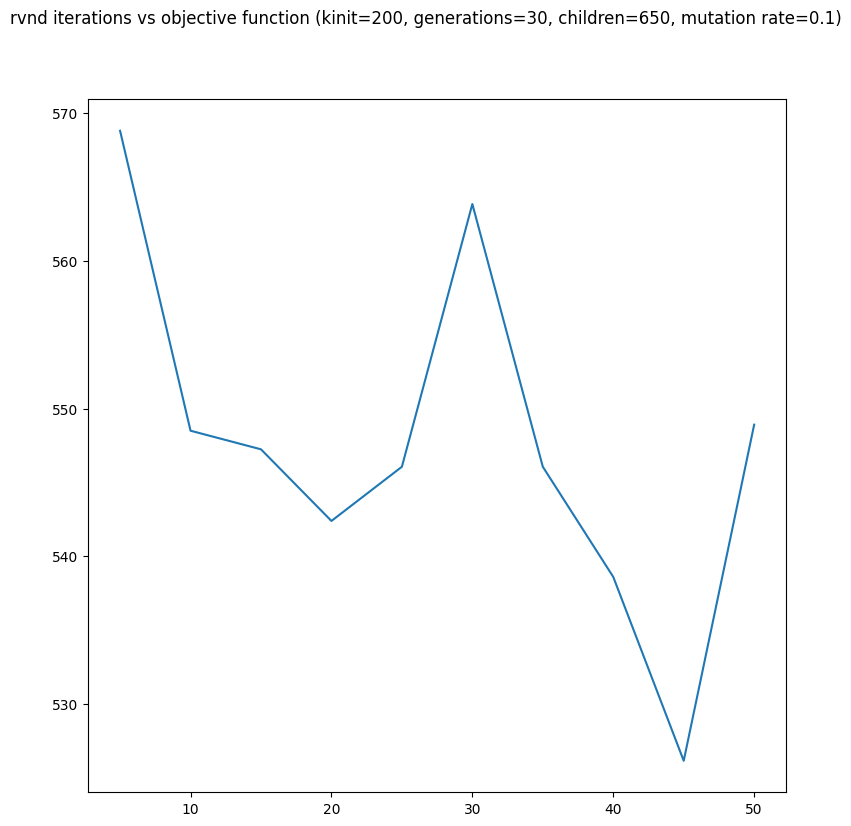 rvnd iterations vs objective function (kinit=200, generations=30, children=650, mutation rate=0.1)
570
560
550
540
530
10 20 30 40 50